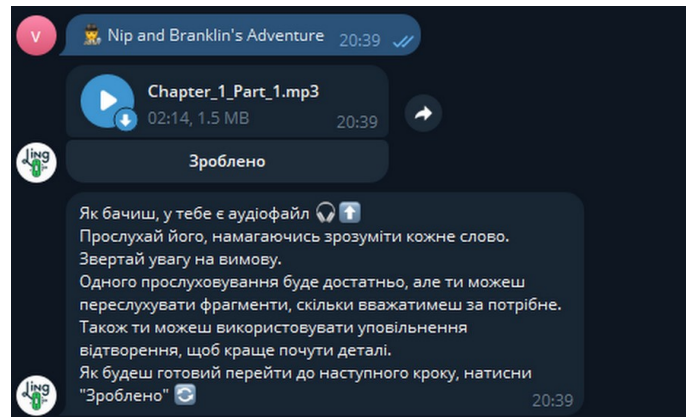 V
🕵️ Nip and Branklin's Adventure 20:39
Chapter_1_Part_1.mp3
02:14, 1.5 MB 20:39
Ling
Зроблено
Як бачиш, у тебе є аудіофайл 🎧⬆️
Прослухай його, намагаючись зрозуміти кожне слово.
Звертай увагу на вимову.
Одного прослуховування буде достатньо, але ти можеш
переслухувати фрагменти, скільки вважатимеш за потрібне.
Також ти можеш використовувати уповільнення
відтворення, щоб краще почути деталі.
Як будеш готовий перейти до наступного кроку, натисни
"Зроблено" 🔄 20:39
Ling